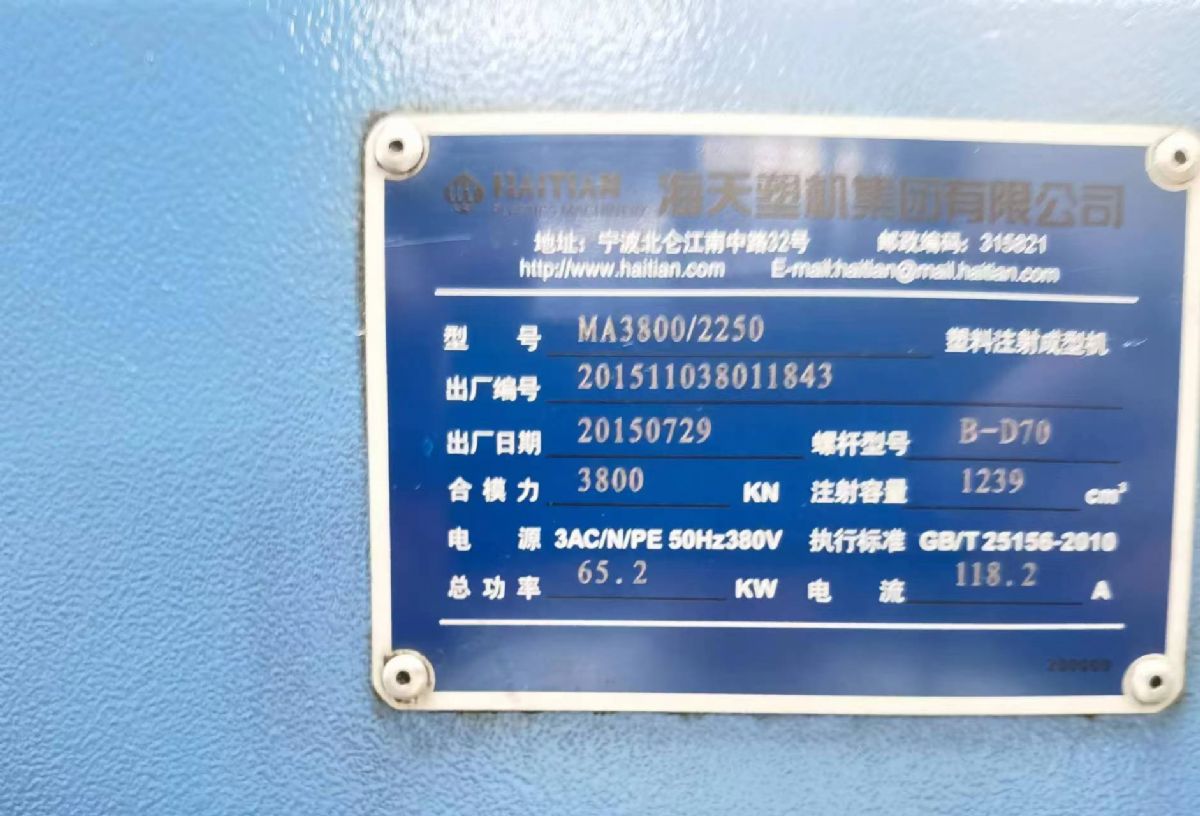 HAITIAN 海天塑机集团有限公司
PLASTICS MACHINERY
地址：宁波北仑江南中路32号 邮政编码：315821
http://www.haitian.com E-mail:haitian@mail.haitian.com
型 号 MA3800/2250 塑料注射成型机
出厂编号 201511038011843
出厂日期 20150729 螺杆型号 B-D70
合模力 3800 KN 注射容量 1239 cm³
电 源 3AC/N/PE 50Hz380V 执行标准 GB/T 25156-2010
总功率 65.2 KW 电 流 118.2 A